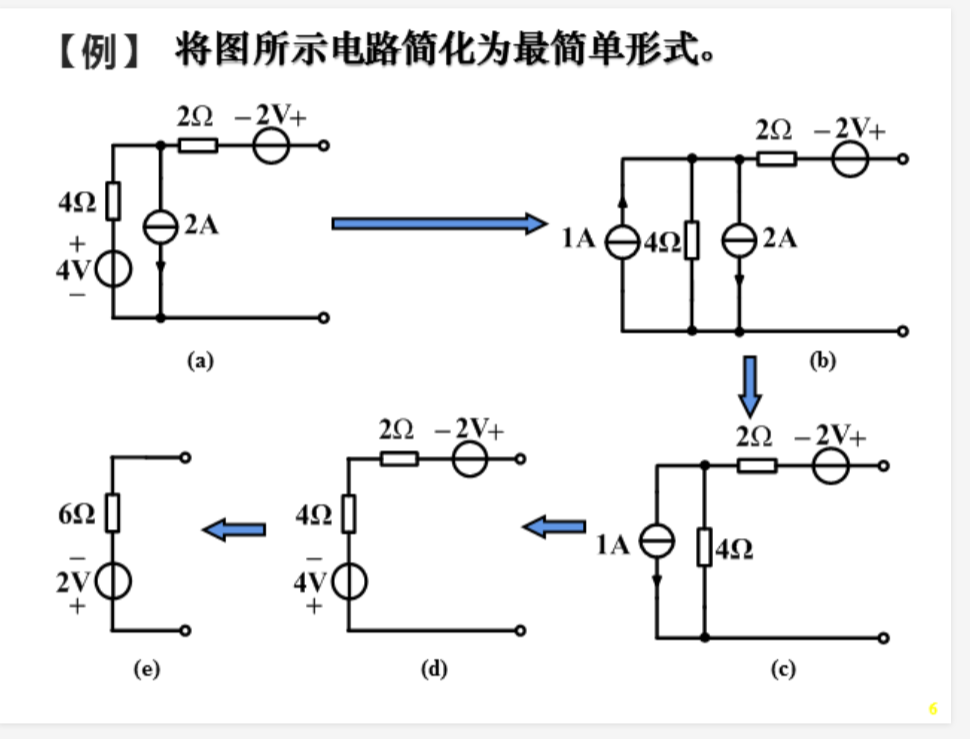 【例】 将图所示电路简化为最简单形式。
2Ω －2V+
4Ω
2A
+
4V
－
(a)
2Ω －2V+
1A 4Ω 2A
(b)
2Ω －2V+
1A 4Ω
(c)
2Ω －2V+
4Ω
－
4V
+
(d)
6Ω
－
2V
+
(e)
6